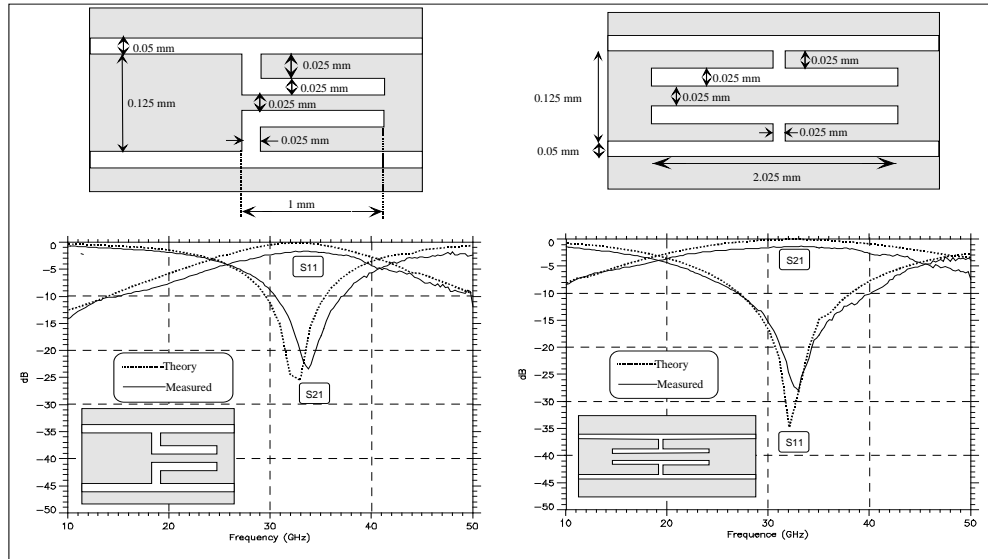 0.05 mm
0.025 mm
0.025 mm
0.125 mm
0.025 mm
0.025 mm
1 mm
0.025 mm
0.025 mm
0.125 mm
0.025 mm
0.025 mm
0.05 mm
2.025 mm
0
-5
-10
-15
-20
-25
-30
-35
-40
-45
-50
dB
S11
S21
Theory
Measured
10
20
30
40
50
Frequency (GHz)
0
-5
-10
-15
-20
-25
-30
-35
-40
-45
-50
dB
S21
Theory
Measured
S11
10
20
30
40
50
Frequence (GHz)